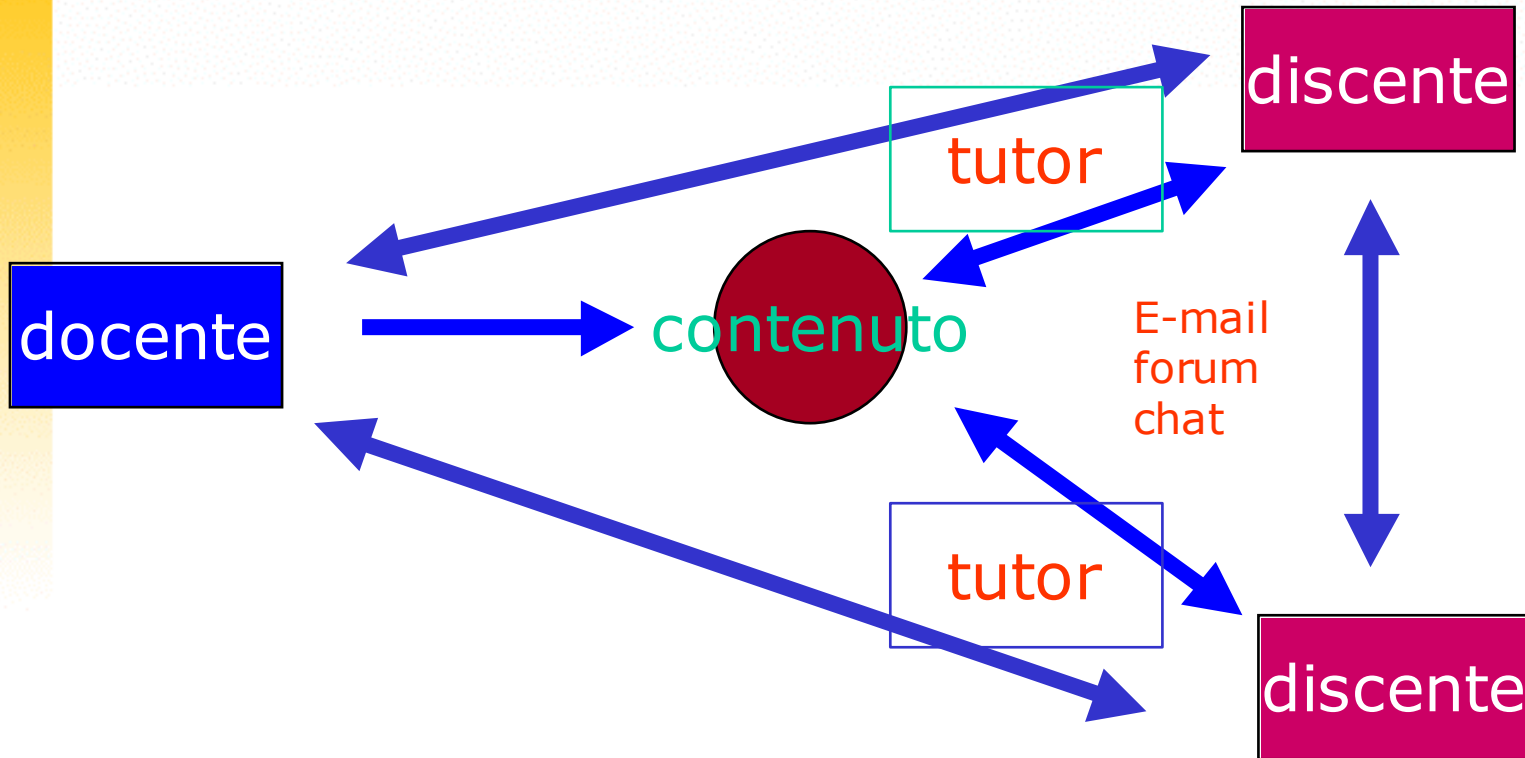 discente
tutor
docente
contenuto
E-mail
forum
chat
tutor
discente